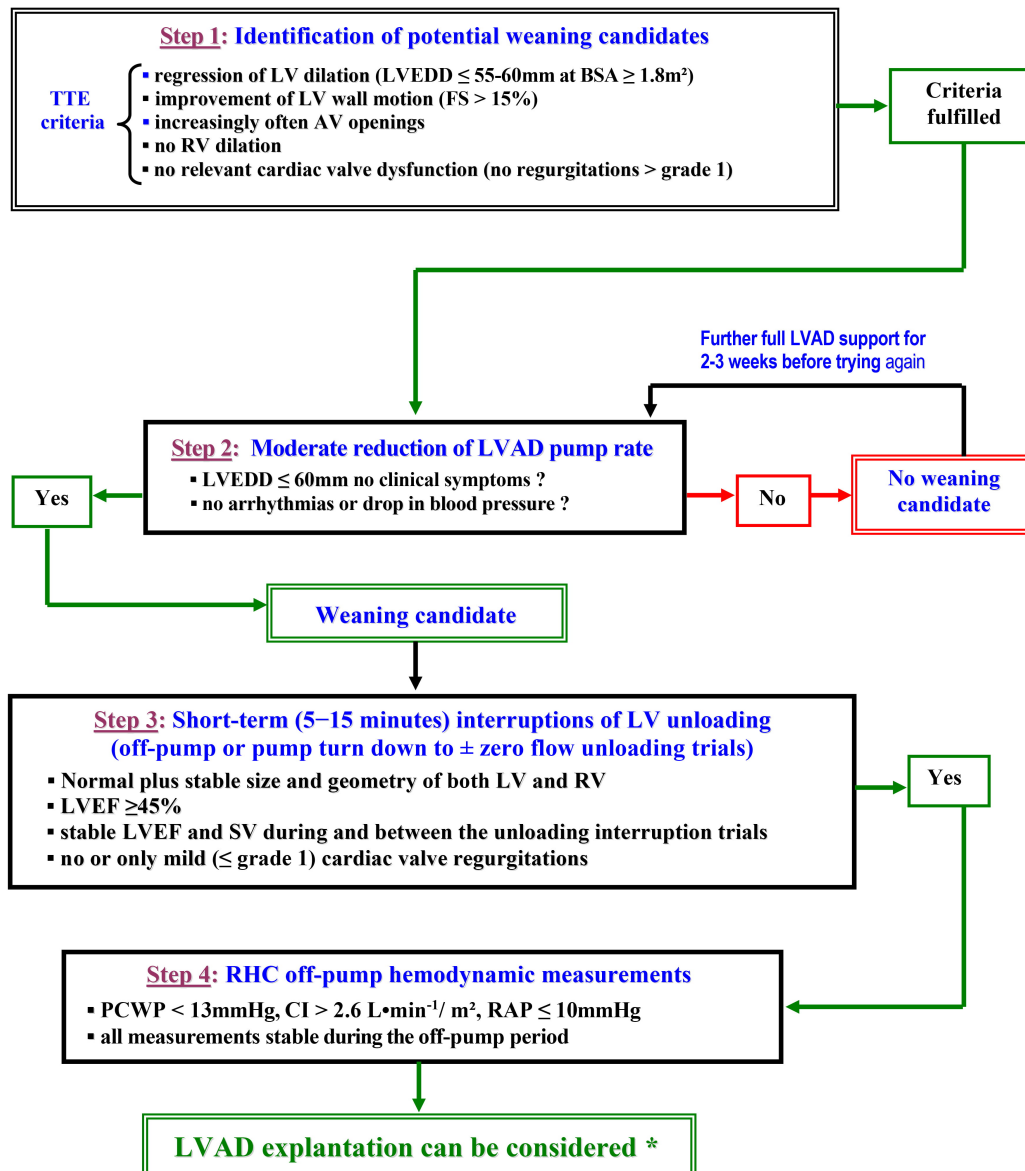 Step 1: Identification of potential weaning candidates
TTE
criteria
▪ regression of LV dilation (LVEDD ≤ 55-60mm at BSA ≥ 1.8m²)
▪ improvement of LV wall motion (FS > 15%)
▪ increasingly often AV openings
▪ no RV dilation
▪ no relevant cardiac valve dysfunction (no regurgitations > grade 1)
Criteria
fulfilled
Further full LVAD support for
2-3 weeks before trying again
Step 2: Moderate reduction of LVAD pump rate
▪ LVEDD ≤ 60mm no clinical symptoms ?
▪ no arrhythmias or drop in blood pressure ?
Yes
No
No weaning
candidate
Weaning candidate
Step 3: Short-term (5−15 minutes) interruptions of LV unloading
(off-pump or pump turn down to ± zero flow unloading trials)
▪ Normal plus stable size and geometry of both LV and RV
▪ LVEF ≥45%
▪ stable LVEF and SV during and between the unloading interruption trials
▪ no or only mild (≤ grade 1) cardiac valve regurgitations
Yes
Step 4: RHC off-pump hemodynamic measurements
▪ PCWP < 13mmHg, CI > 2.6 L•min⁻¹/ m², RAP ≤ 10mmHg
▪ all measurements stable during the off-pump period
LVAD explantation can be considered *